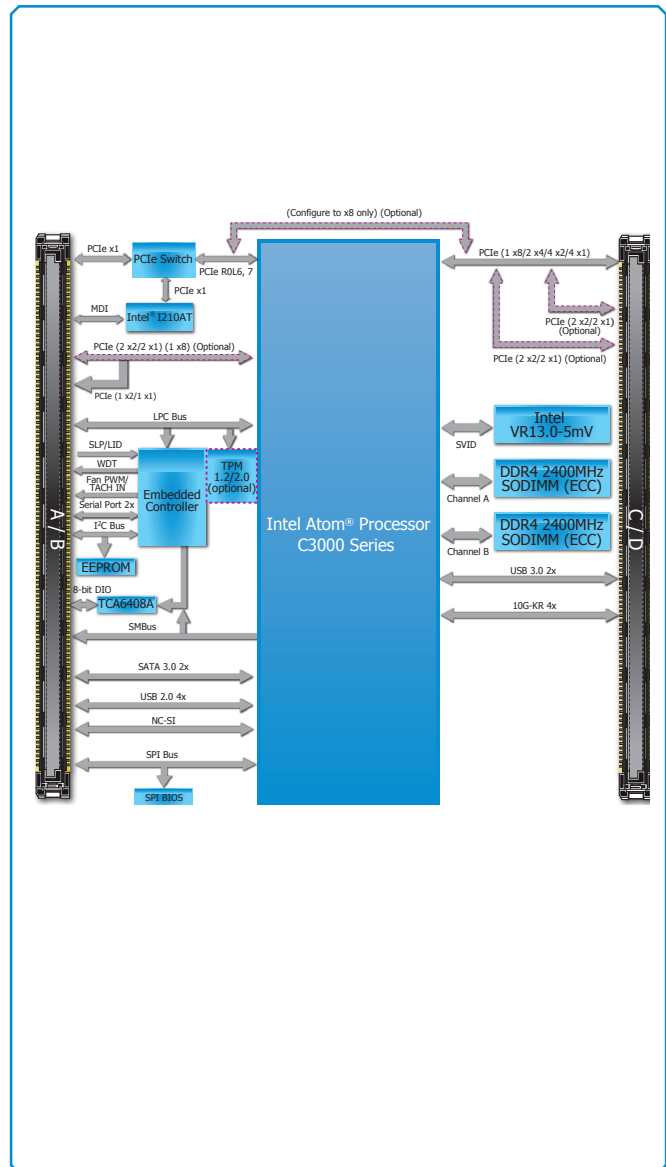 (Configure to x8 only) (Optional)
PCIe x1
PCIe Switch
PCIe R0L6, 7
PCIe (1 x8/2 x4/4 x2/4 x1)
PCIe x1
MDI
Intel® I210AT
PCIe (2 x2/2 x1)
(Optional)
PCIe (2 x2/2 x1) (1 x8) (Optional)
PCIe (2 x2/2 x1) (Optional)
PCIe (1 x2/1 x1)
LPC Bus
Intel
VR13.0-5mV
SVID
SLP/LID
WDT
Fan PWM/
TACH IN
Serial Port 2x
I²C Bus
Embedded
Controller
TPM
1.2/2.0
(optional)
DDR4 2400MHz
SODIMM (ECC)
Channel A
A / B
Intel Atom® Processor
C3000 Series
C / D
DDR4 2400MHz
SODIMM (ECC)
Channel B
EEPROM
USB 3.0 2x
8-bit DIO
TCA6408A
10G-KR 4x
SMBus
SATA 3.0 2x
USB 2.0 4x
NC-SI
SPI Bus
SPI BIOS